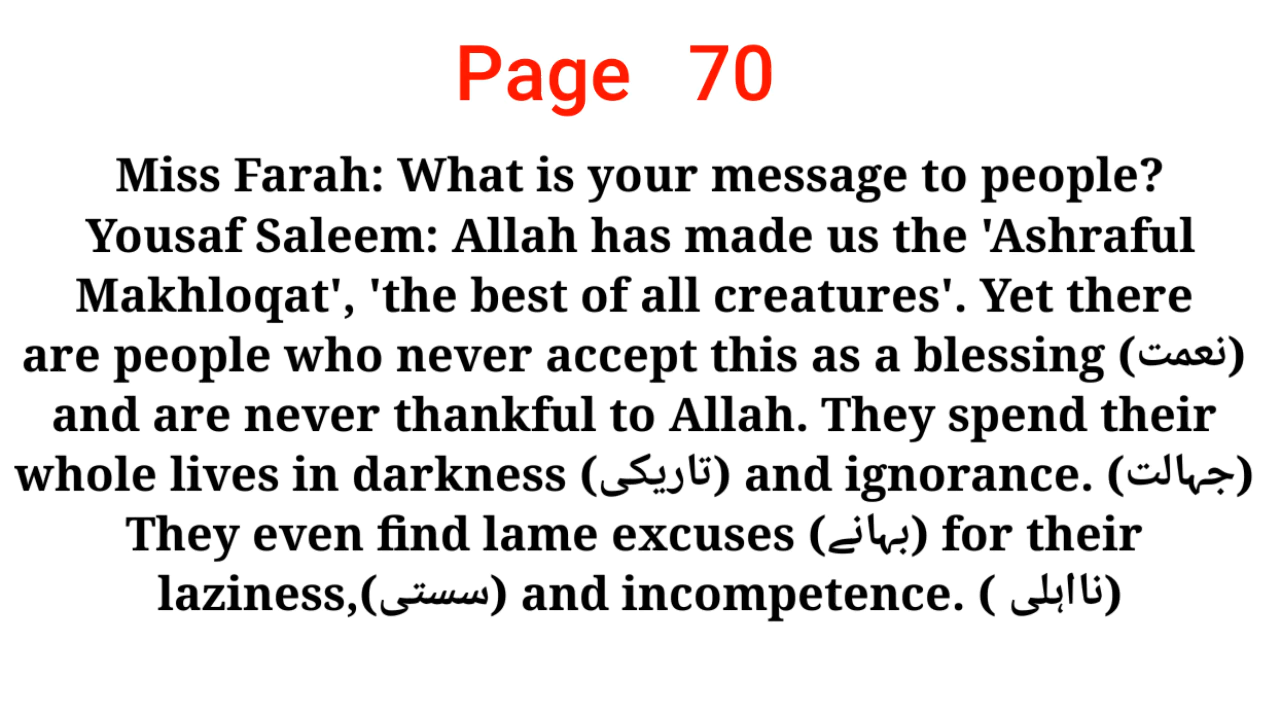 Page 70
Miss Farah: What is your message to people?
Yousaf Saleem: Allah has made us the 'Ashraful
Makhloqat', 'the best of all creatures'. Yet there
are people who never accept this as a blessing (نعمت)
and are never thankful to Allah. They spend their
whole lives in darkness (تاریکی) and ignorance. (جہالت)
They even find lame excuses (بہانے) for their
laziness,(سستی) and incompetence. ( نااہلی)